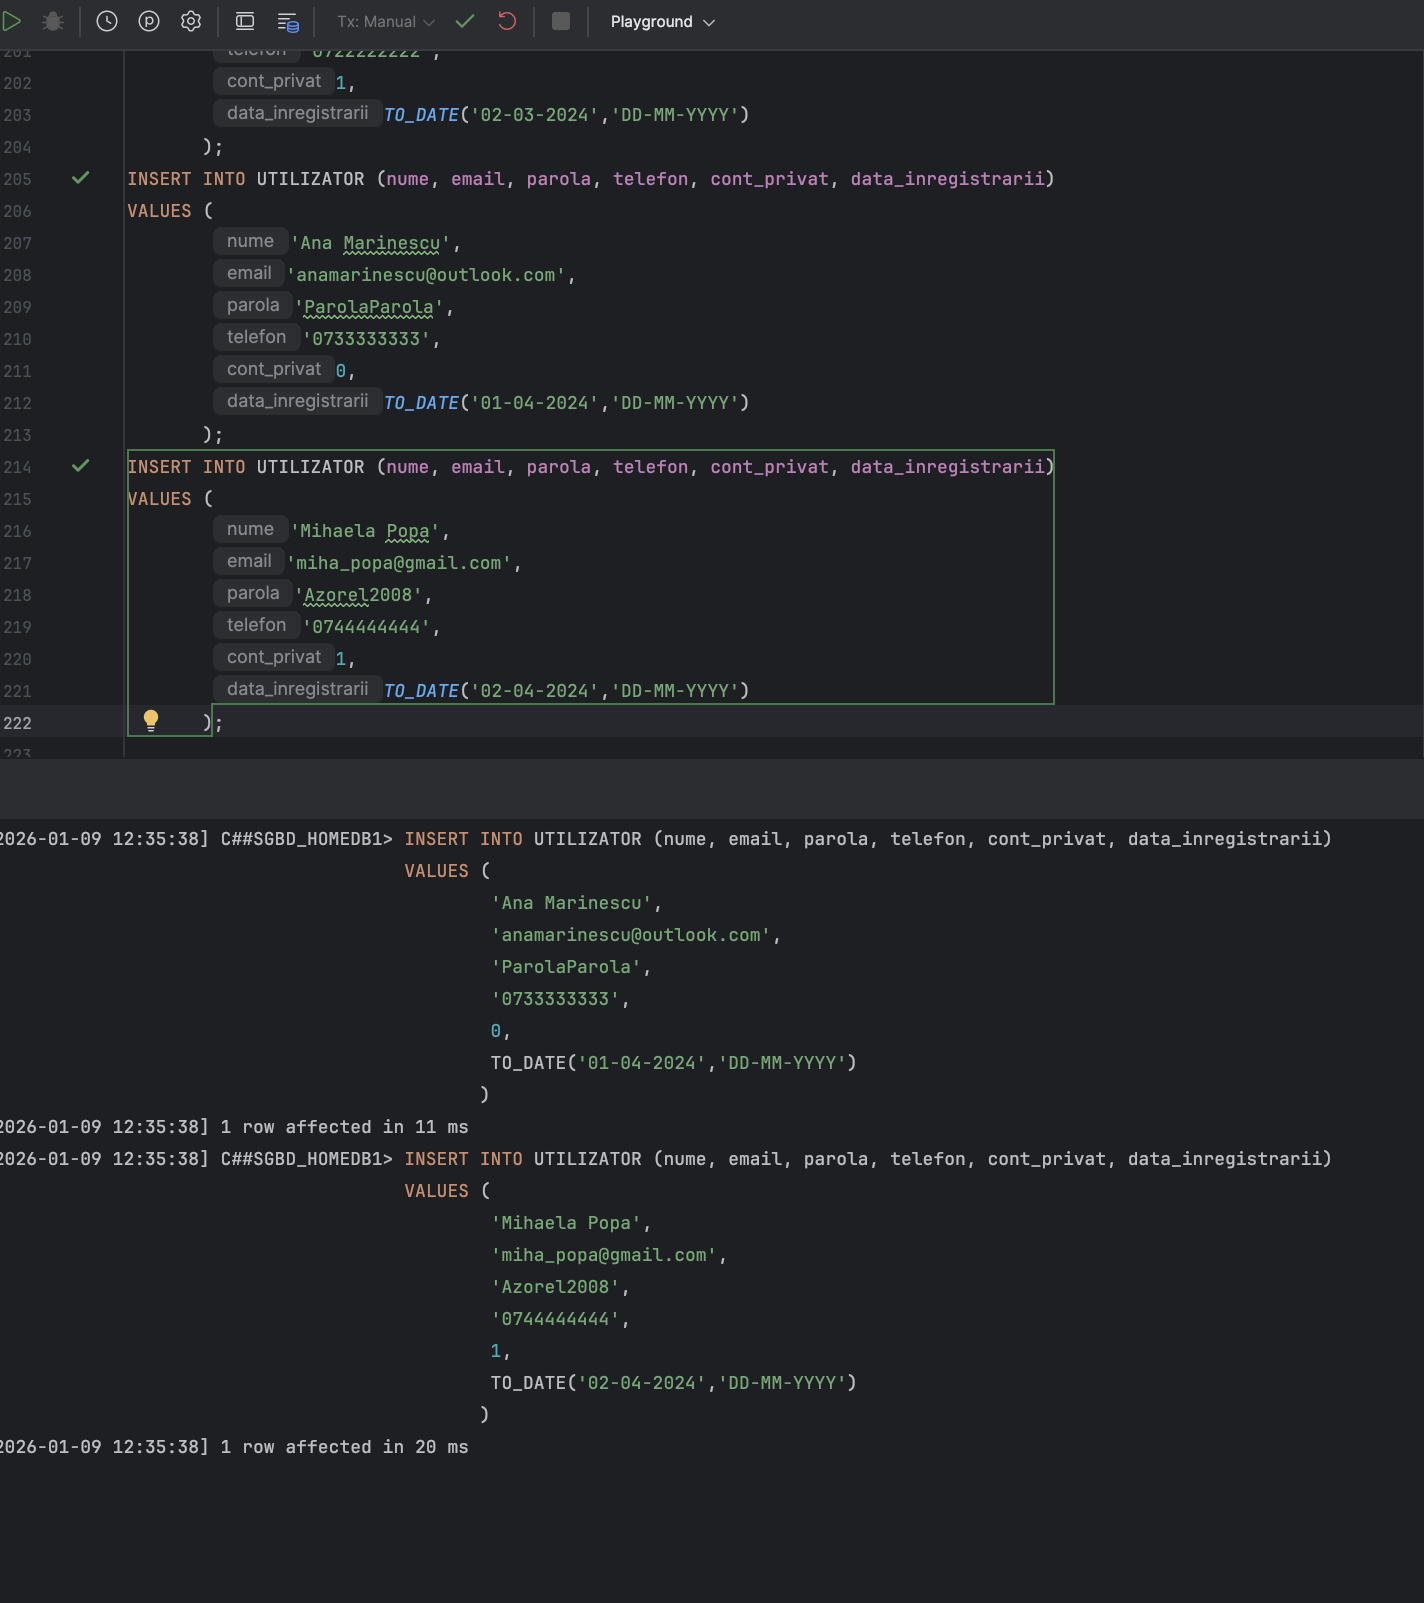 Tx: Manual Playground
201 telefon '0722222222',
202 cont_privat 1,
203 data_inregistrarii TO_DATE('02-03-2024','DD-MM-YYYY')
204 );
205 INSERT INTO UTILIZATOR (nume, email, parola, telefon, cont_privat, data_inregistrarii)
206 VALUES (
207 nume 'Ana Marinescu',
208 email 'anamarinescu@outlook.com',
209 parola 'ParolaParola',
210 telefon '0733333333',
211 cont_privat 0,
212 data_inregistrarii TO_DATE('01-04-2024','DD-MM-YYYY')
213 );
214 INSERT INTO UTILIZATOR (nume, email, parola, telefon, cont_privat, data_inregistrarii)
215 VALUES (
216 nume 'Mihaela Popa',
217 email 'miha_popa@gmail.com',
218 parola 'Azorel2008',
219 telefon '0744444444',
220 cont_privat 1,
221 data_inregistrarii TO_DATE('02-04-2024','DD-MM-YYYY')
222 );
223
2026-01-09 12:35:38] C##SGBD_HOMEDB1> INSERT INTO UTILIZATOR (nume, email, parola, telefon, cont_privat, data_inregistrarii)
VALUES (
'Ana Marinescu',
'anamarinescu@outlook.com',
'ParolaParola',
'0733333333',
0,
TO_DATE('01-04-2024','DD-MM-YYYY')
)
2026-01-09 12:35:38] 1 row affected in 11 ms
2026-01-09 12:35:38] C##SGBD_HOMEDB1> INSERT INTO UTILIZATOR (nume, email, parola, telefon, cont_privat, data_inregistrarii)
VALUES (
'Mihaela Popa',
'miha_popa@gmail.com',
'Azorel2008',
'0744444444',
1,
TO_DATE('02-04-2024','DD-MM-YYYY')
)
2026-01-09 12:35:38] 1 row affected in 20 ms